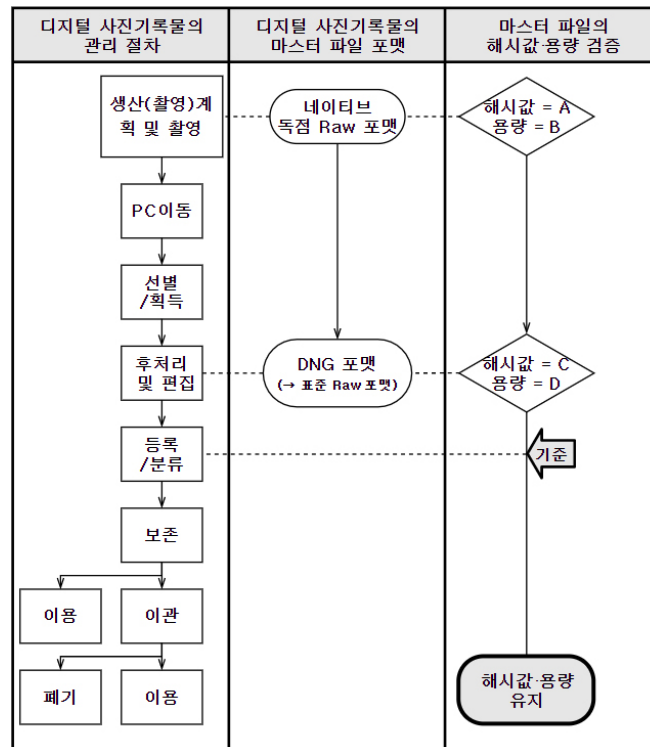 디지털 사진기록물의
관리 절차
디지털 사진기록물의
마스터 파일 포맷
마스터 파일의
해시값·용량 검증
생산(촬영)계
획 및 촬영
네이티브
독점 Raw 포맷
해시값 = A
용량 = B
PC이동
선별
/획득
후처리
및 편집
DNG 포맷
(→ 표준 Raw 포맷)
해시값 = C
용량 = D
등록
/분류
기준
보존
이용
이관
폐기
이용
해시값·용량
유지